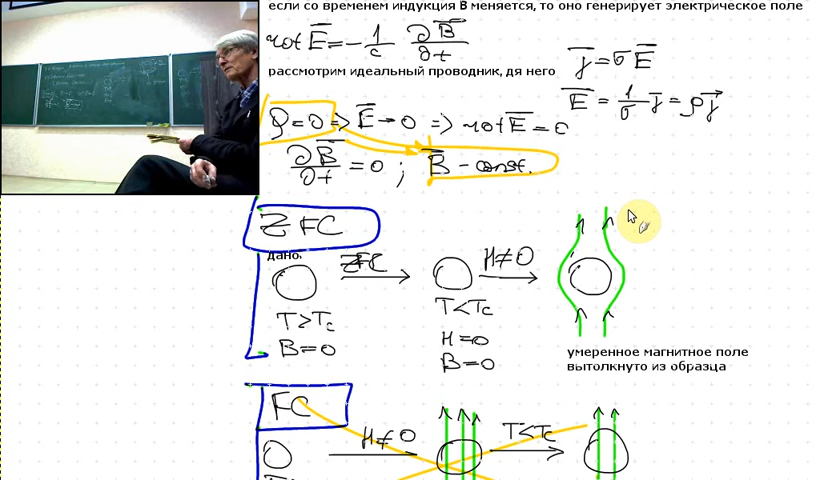 если со временем индукция B меняется, то оно генерирует электрическое поле
rot E̅ = -1/c ∂B̅/∂t
рассмотрим идеальный проводник, дя него
j̅ = σE̅
E̅ = 1/σ j̅ = ρj̅
ρ=0 => E̅→0 => rot E̅ = 0
∂B̅/∂t = 0 ; B̅ - const.
ZFC
дано:
ZFC
H≠0
T>Tc
B=0
T<Tc
H=0
B=0
умеренное магнитное поле
вытолкнуто из образца
FC
H≠0
T<Tc